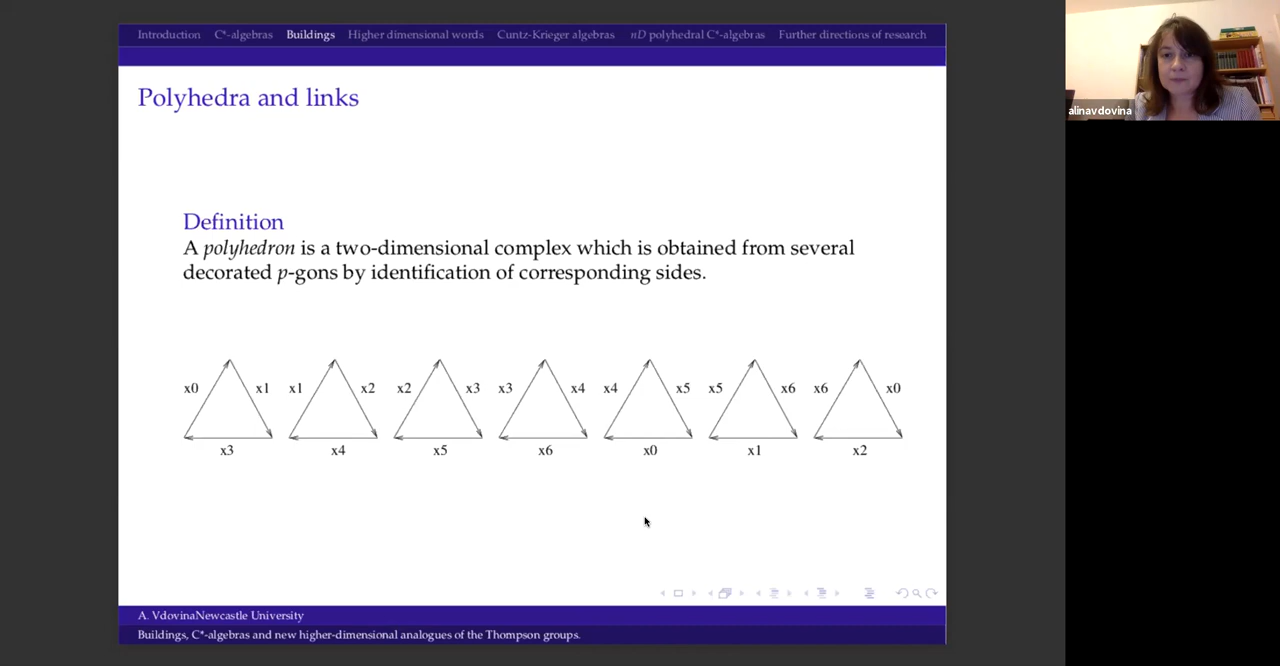 Introduction C*-algebras Buildings Higher dimensional words Cuntz-Krieger algebras nD polyhedral C*-algebras Further directions of research
Polyhedra and links
Definition
A polyhedron is a two-dimensional complex which is obtained from several
decorated p-gons by identification of corresponding sides.
x0 x1 x1 x2 x2 x3 x3 x4 x4 x5 x5 x6 x6 x0
x3 x4 x5 x6 x0 x1 x2
A. VdovinaNewcastle University
Buildings, C*-algebras and new higher-dimensional analogues of the Thompson groups.
alinavdovina